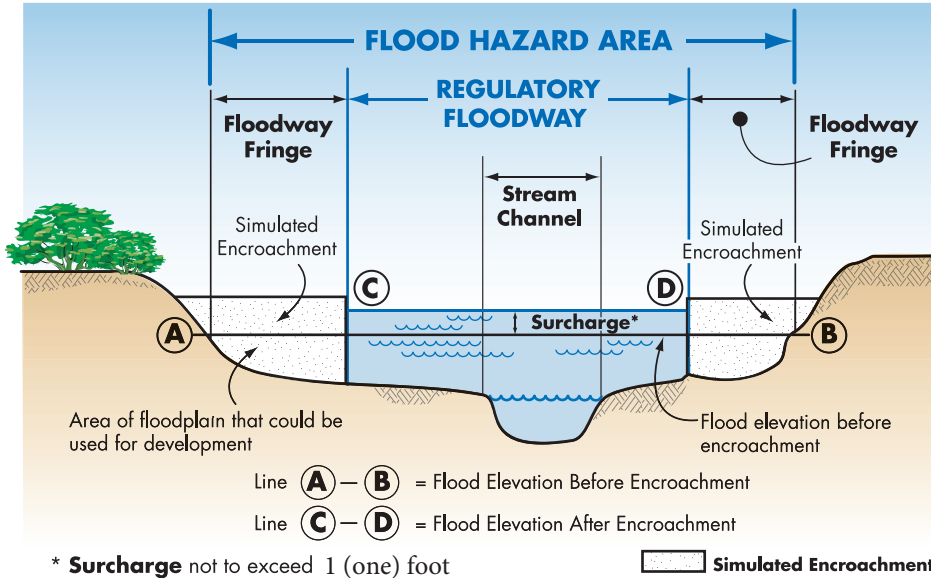 FLOOD HAZARD AREA
REGULATORY
FLOODWAY
Floodway
Fringe
Floodway
Fringe
Stream
Channel
Simulated
Encroachment
Simulated
Encroachment
C
D
Surcharge*
A
B
Area of floodplain that could be
used for development
Flood elevation before
encroachment
Line A — B = Flood Elevation Before Encroachment
Line C — D = Flood Elevation After Encroachment
* Surcharge not to exceed 1 (one) foot
Simulated Encroachment